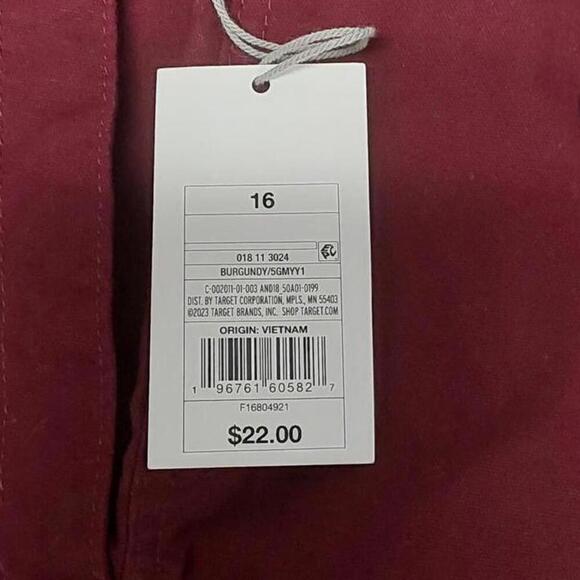 16
018 11 3024
BURGUNDY/5GMYY1
C-002011-01-003 AND18_50A01-0199
DIST. BY TARGET CORPORATION, MPLS., MN 55403
©2023 TARGET BRANDS, INC. SHOP TARGET.COM
ORIGIN: VIETNAM
1 96761 60582 7
F16804921
$22.00